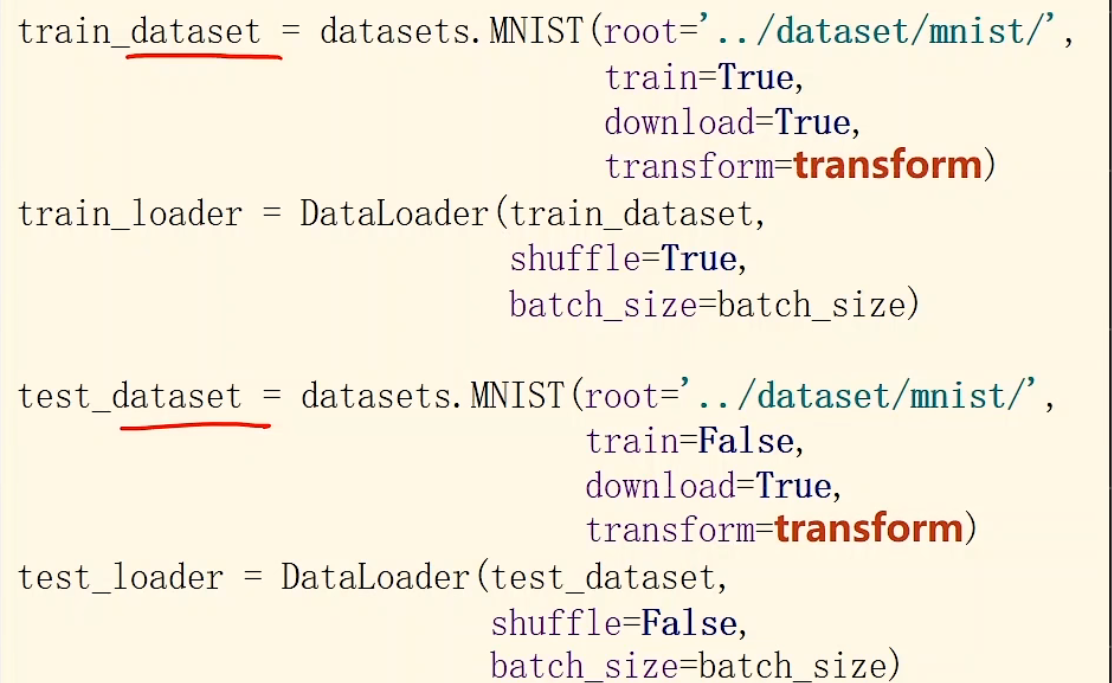 train_dataset = datasets.MNIST(root='../dataset/mnist/',
train=True,
download=True,
transform=transform)
train_loader = DataLoader(train_dataset,
shuffle=True,
batch_size=batch_size)
test_dataset = datasets.MNIST(root='../dataset/mnist/',
train=False,
download=True,
transform=transform)
test_loader = DataLoader(test_dataset,
shuffle=False,
batch_size=batch_size)